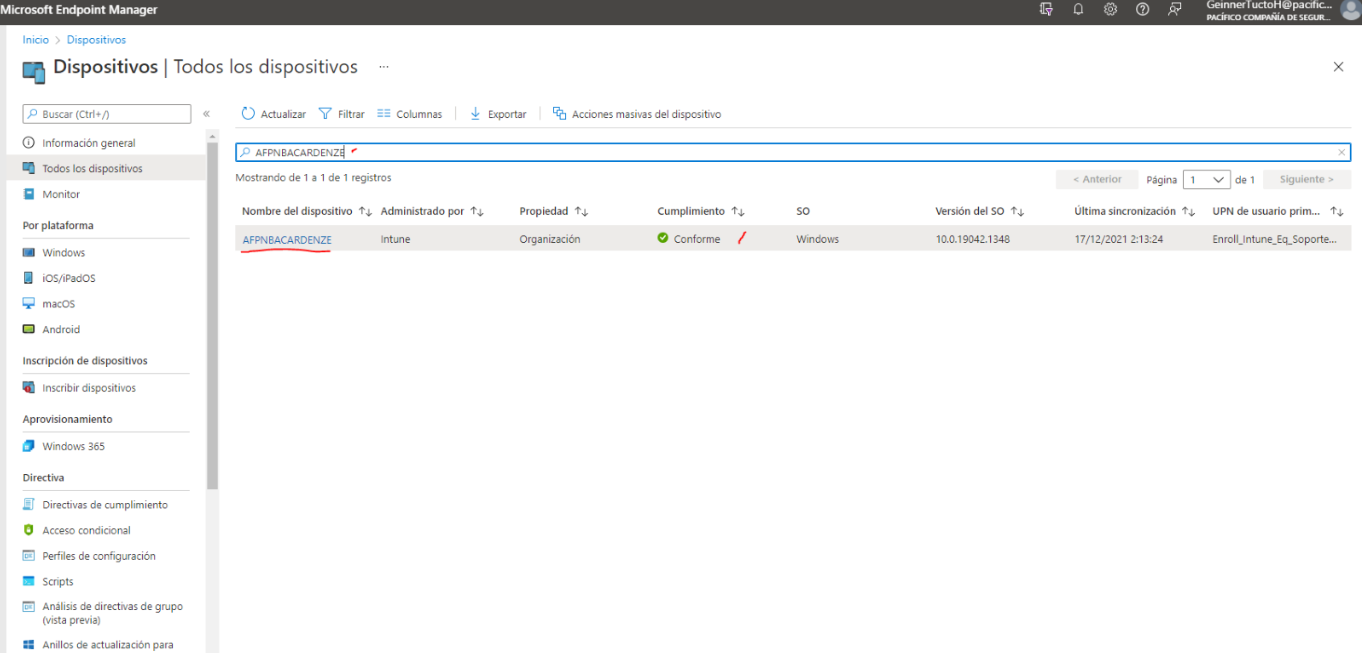 Microsoft Endpoint Manager
GeinnerTuctoH@pacific...
PACÍFICO COMPAÑÍA DE SEGUR...
Inicio > Dispositivos
Dispositivos | Todos los dispositivos ...
Buscar (Ctrl+/)
«
Actualizar Filtrar Columnas Exportar Acciones masivas del dispositivo
Información general
Todos los dispositivos
Monitor
Por plataforma
Windows
iOS/iPadOS
macOS
Android
Inscripción de dispositivos
Inscribir dispositivos
Aprovisionamiento
Windows 365
Directiva
Directivas de cumplimiento
Acceso condicional
Perfiles de configuración
Scripts
Análisis de directivas de grupo
(vista previa)
Anillos de actualización para
AFPNBACARDENZE
Mostrando de 1 a 1 de 1 registros
< Anterior Página 1 de 1 Siguiente >
Nombre del dispositivo Administrado por Propiedad Cumplimiento SO Versión del SO Última sincronización UPN de usuario prim...
AFPNBACARDENZE Intune Organización Conforme Windows 10.0.19042.1348 17/12/2021 2:13:24 Enroll_Intune_Eq_Soporte...